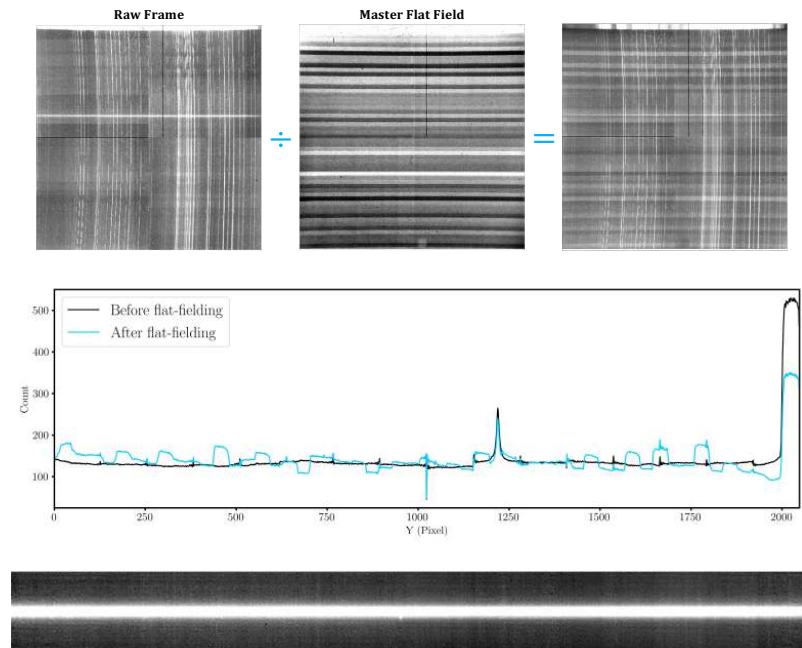 Raw Frame
Master Flat Field
÷
=
Before flat-fielding
After flat-fielding
500
400
300
200
100
Count
0
250
500
750
1000
1250
1500
1750
2000
Y (Pixel)